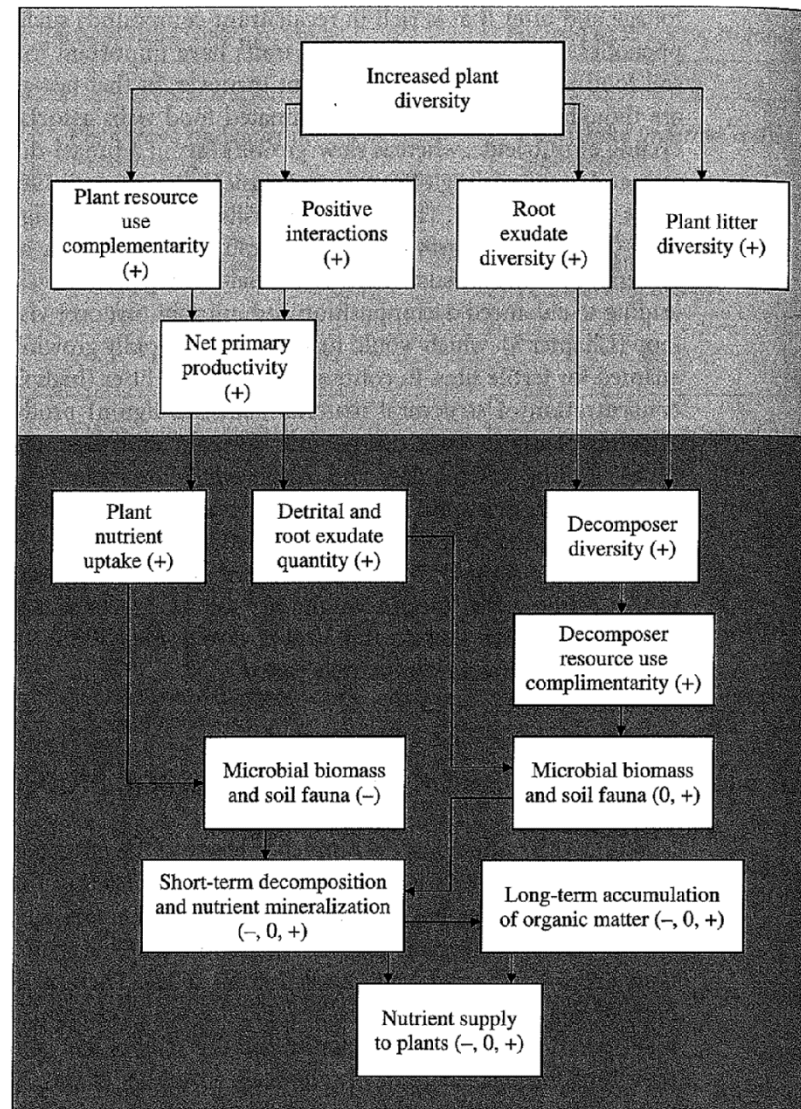 Increased plant
diversity
Plant resource
use
complementarity
(+)
Positive
interactions
(+)
Root
exudate
diversity (+)
Plant litter
diversity (+)
Net primary
productivity
(+)
Plant
nutrient
uptake (+)
Detrital and
root exudate
quantity (+)
Decomposer
diversity (+)
Decomposer
resource use
complimentarity (+)
Microbial biomass
and soil fauna (–)
Microbial biomass
and soil fauna (0, +)
Short-term decomposition
and nutrient mineralization
(–, 0, +)
Long-term accumulation
of organic matter (–, 0, +)
Nutrient supply
to plants (–, 0, +)